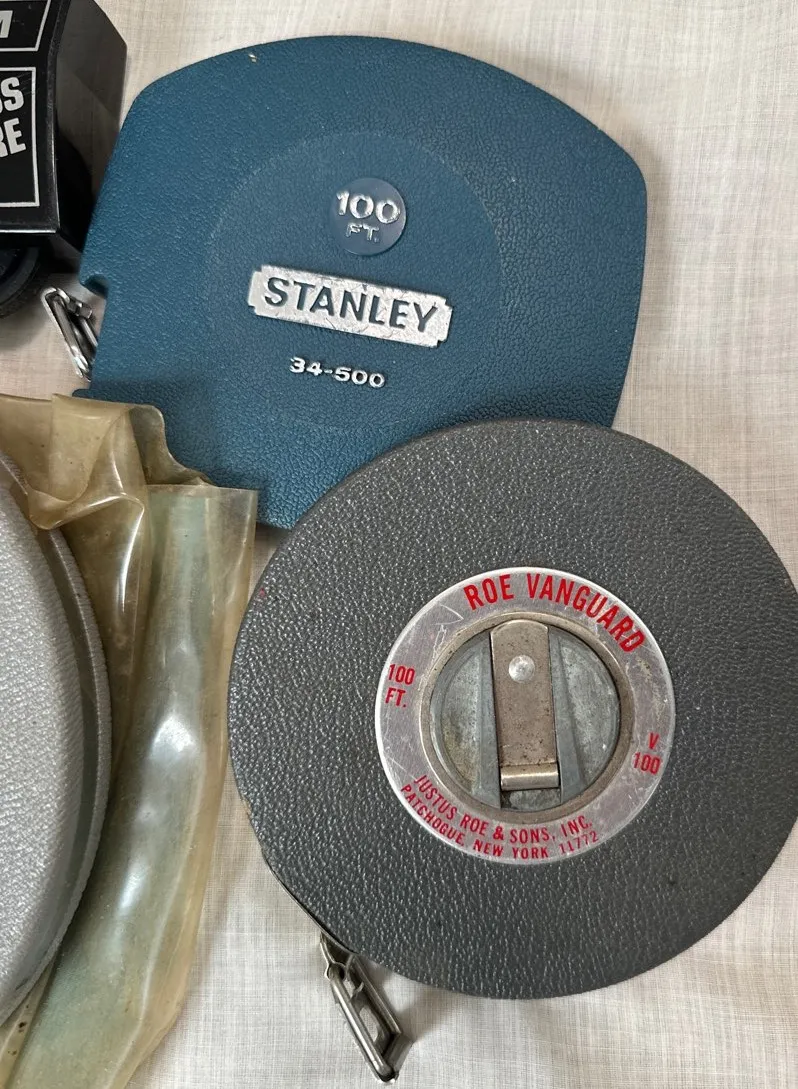 100
FT.
STANLEY
34-500
ROE VANGUARD
100
FT.
V
100
JUSTUS ROE & SONS, INC.
PATCHOGUE, NEW YORK 11772